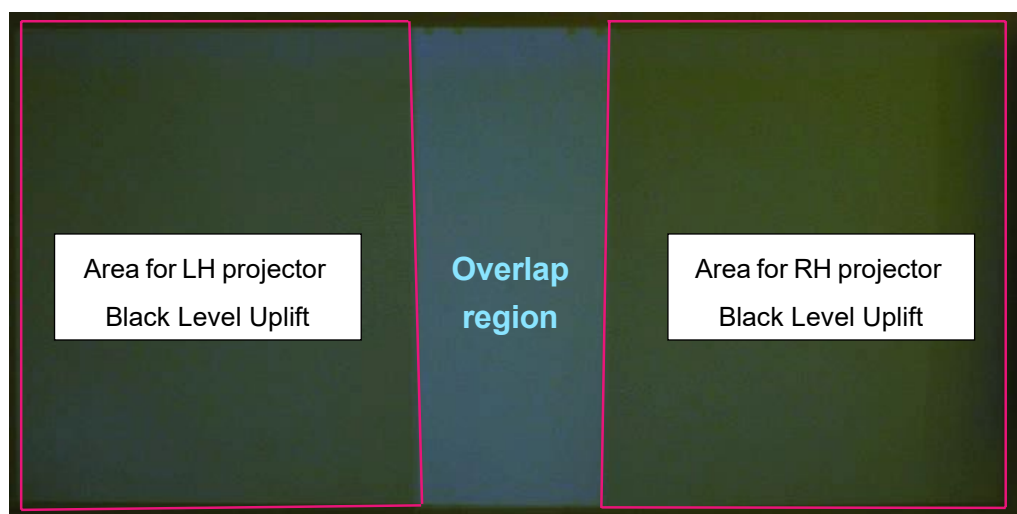 Area for LH projector
Black Level Uplift
Overlap
region
Area for RH projector
Black Level Uplift